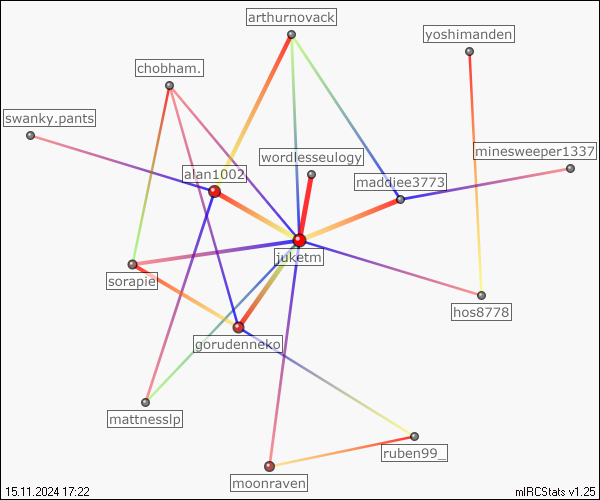 arthurnovack
yoshimanden
chobham.
swanky.pants
wordlesseulogy
minesweeper1337
alan1002
maddiee3773
juketm
sorapie
hos8778
gorudenneko
mattnesslp
ruben99_
moonraven
15.11.2024 17:22
mIRCStats v1.25